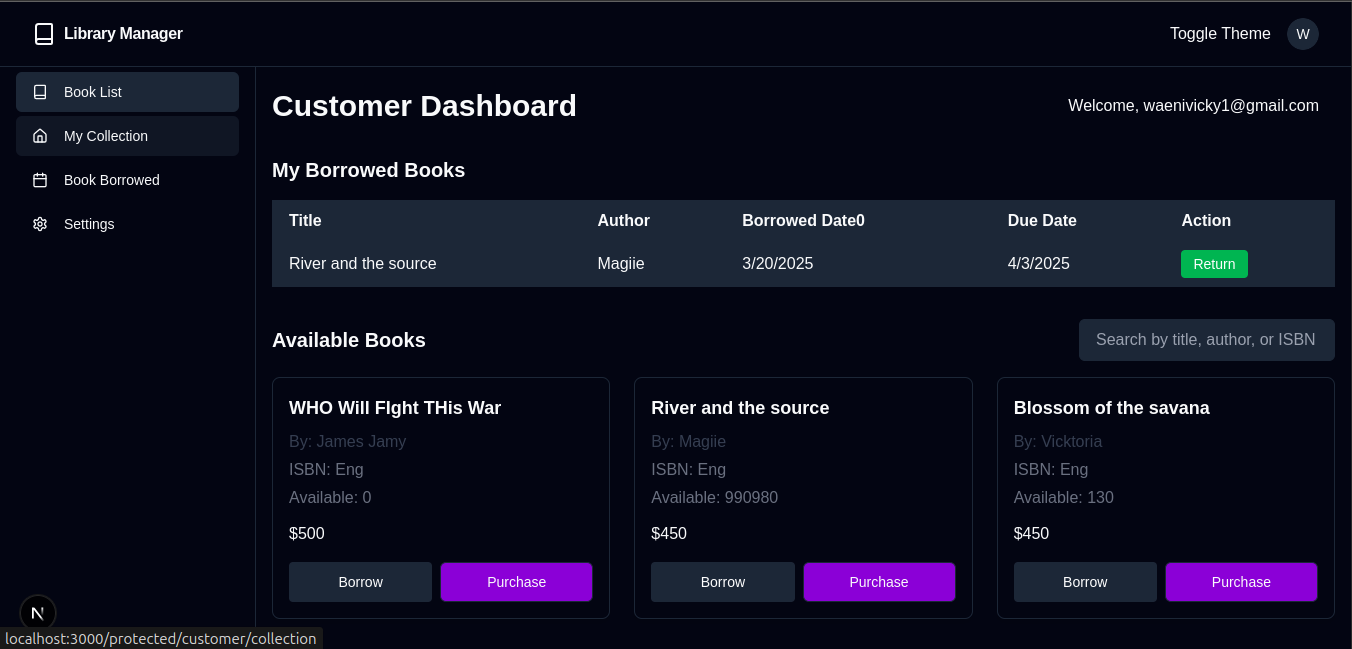 Library Manager
Toggle Theme W
Book List
My Collection
Book Borrowed
Settings
Customer Dashboard
Welcome, waenivicky1@gmail.com
My Borrowed Books
Title Author Borrowed Date0 Due Date Action
River and the source Magiie 3/20/2025 4/3/2025 Return
Available Books
Search by title, author, or ISBN
WHO Will FIght THis War
By: James Jamy
ISBN: Eng
Available: 0
$500
Borrow Purchase
River and the source
By: Magiie
ISBN: Eng
Available: 990980
$450
Borrow Purchase
Blossom of the savana
By: Vicktoria
ISBN: Eng
Available: 130
$450
Borrow Purchase
N
localhost:3000/protected/customer/collection